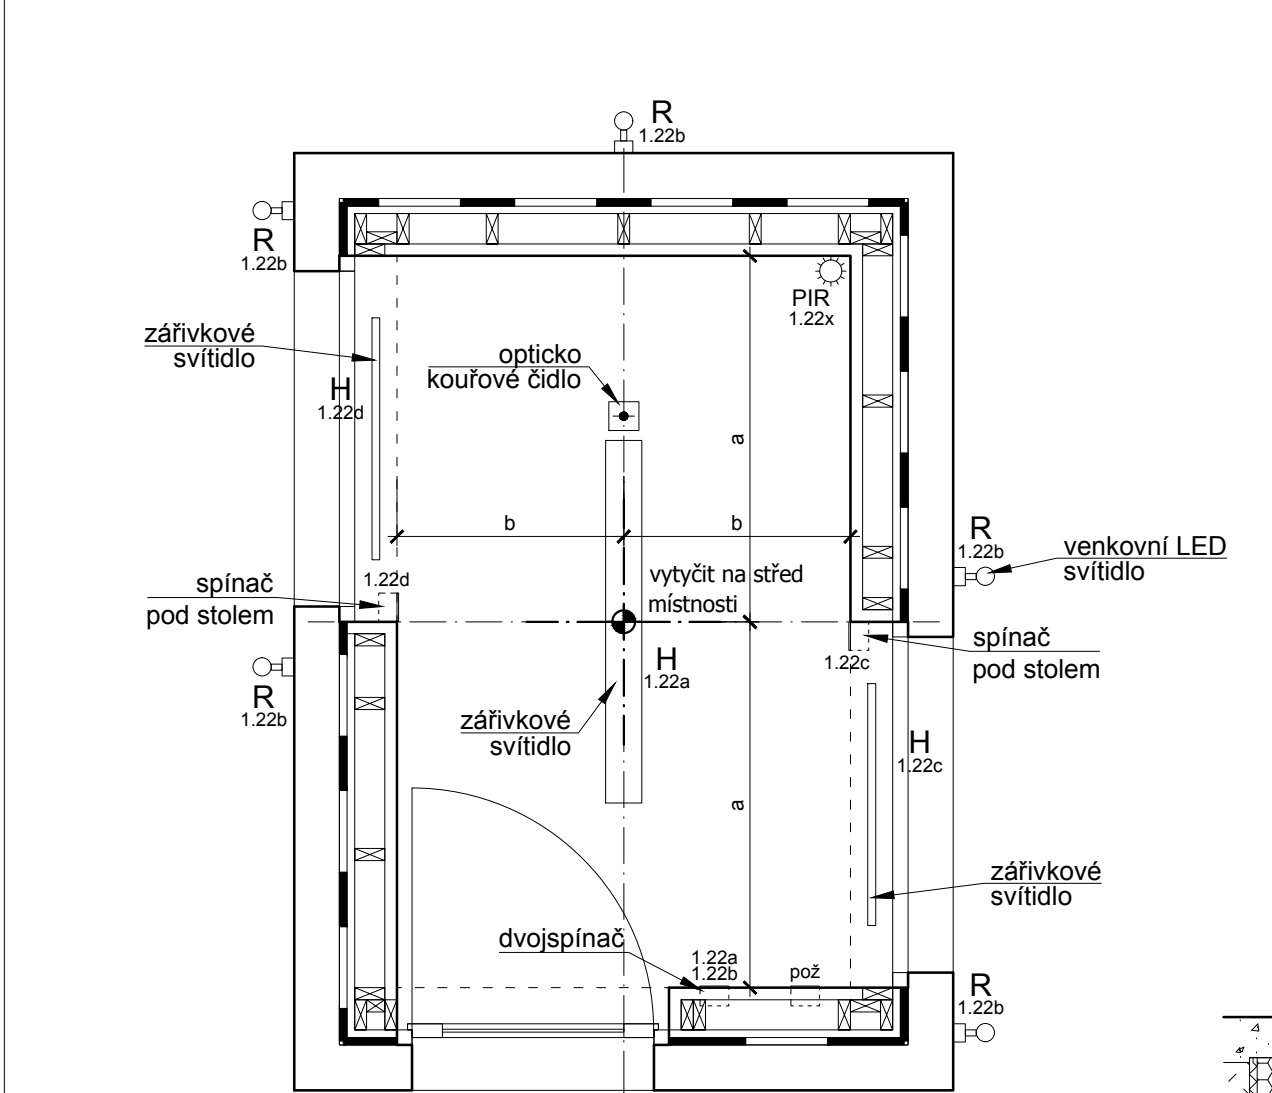 R
1.22b
R
1.22b
zářivkové
svítidlo
H
1.22d
opticko
kouřové čidlo
PIR
1.22x
a
b
b
R
1.22b
venkovní LED
svítidlo
1.22d
spínač
pod stolem
vytyčit na střed
místnosti
spínač
pod stolem
1.22c
R
1.22b
H
1.22a
zářivkové
svítidlo
H
1.22c
a
zářivkové
svítidlo
dvojspínač
1.22a
1.22b
pož
R
1.22b